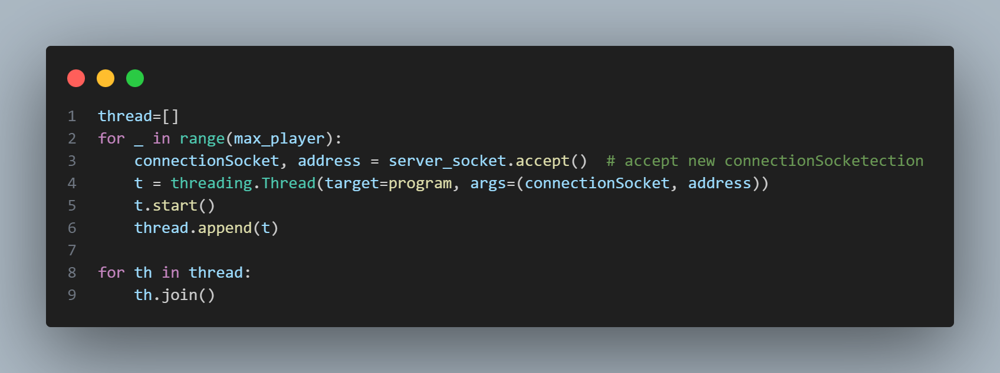 1 thread=[]
2 for _ in range(max_player):
3     connectionSocket, address = server_socket.accept()  # accept new connectionSocketection
4     t = threading.Thread(target=program, args=(connectionSocket, address))
5     t.start()
6     thread.append(t)
7
8 for th in thread:
9     th.join()